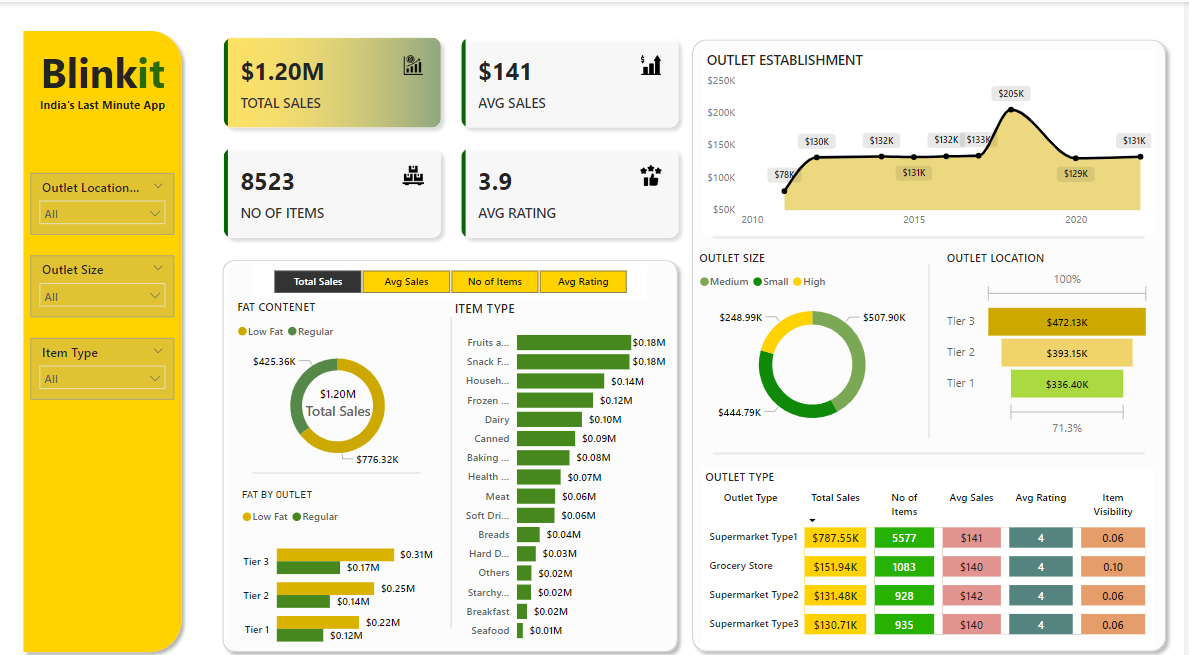 Blinkit
India's Last Minute App
Outlet Location...
All
Outlet Size
All
Item Type
All
$1.20M
TOTAL SALES
$141
AVG SALES
8523
NO OF ITEMS
3.9
AVG RATING
Total Sales
Avg Sales
No of Items
Avg Rating
FAT CONTENET
Low Fat
Regular
$425.36K
$1.20M
Total Sales
$776.32K
FAT BY OUTLET
Low Fat
Regular
Tier 3
$0.31M
$0.17M
Tier 2
$0.25M
$0.14M
Tier 1
$0.22M
$0.12M
ITEM TYPE
Fruits a... $0.18M
Snack F... $0.18M
Househ... $0.14M
Frozen ... $0.12M
Dairy $0.10M
Canned $0.09M
Baking ... $0.08M
Health ... $0.07M
Meat $0.06M
Soft Dri... $0.06M
Breads $0.04M
Hard D... $0.03M
Others $0.02M
Starchy... $0.02M
Breakfast $0.02M
Seafood $0.01M
OUTLET ESTABLISHMENT
$250K
$200K
$150K
$100K
$50K
$78K
$130K
$132K
$131K
$132K
$133K
$205K
$129K
$131K
2010
2015
2020
OUTLET SIZE
Medium
Small
High
$248.99K
$507.90K
$444.79K
OUTLET LOCATION
100%
Tier 3 $472.13K
Tier 2 $393.15K
Tier 1 $336.40K
71.3%
OUTLET TYPE
Outlet Type Total Sales No of Items Avg Sales Avg Rating Item Visibility
Supermarket Type1 $787.55K 5577 $141 4 0.06
Grocery Store $151.94K 1083 $140 4 0.10
Supermarket Type2 $131.48K 928 $142 4 0.06
Supermarket Type3 $130.71K 935 $140 4 0.06